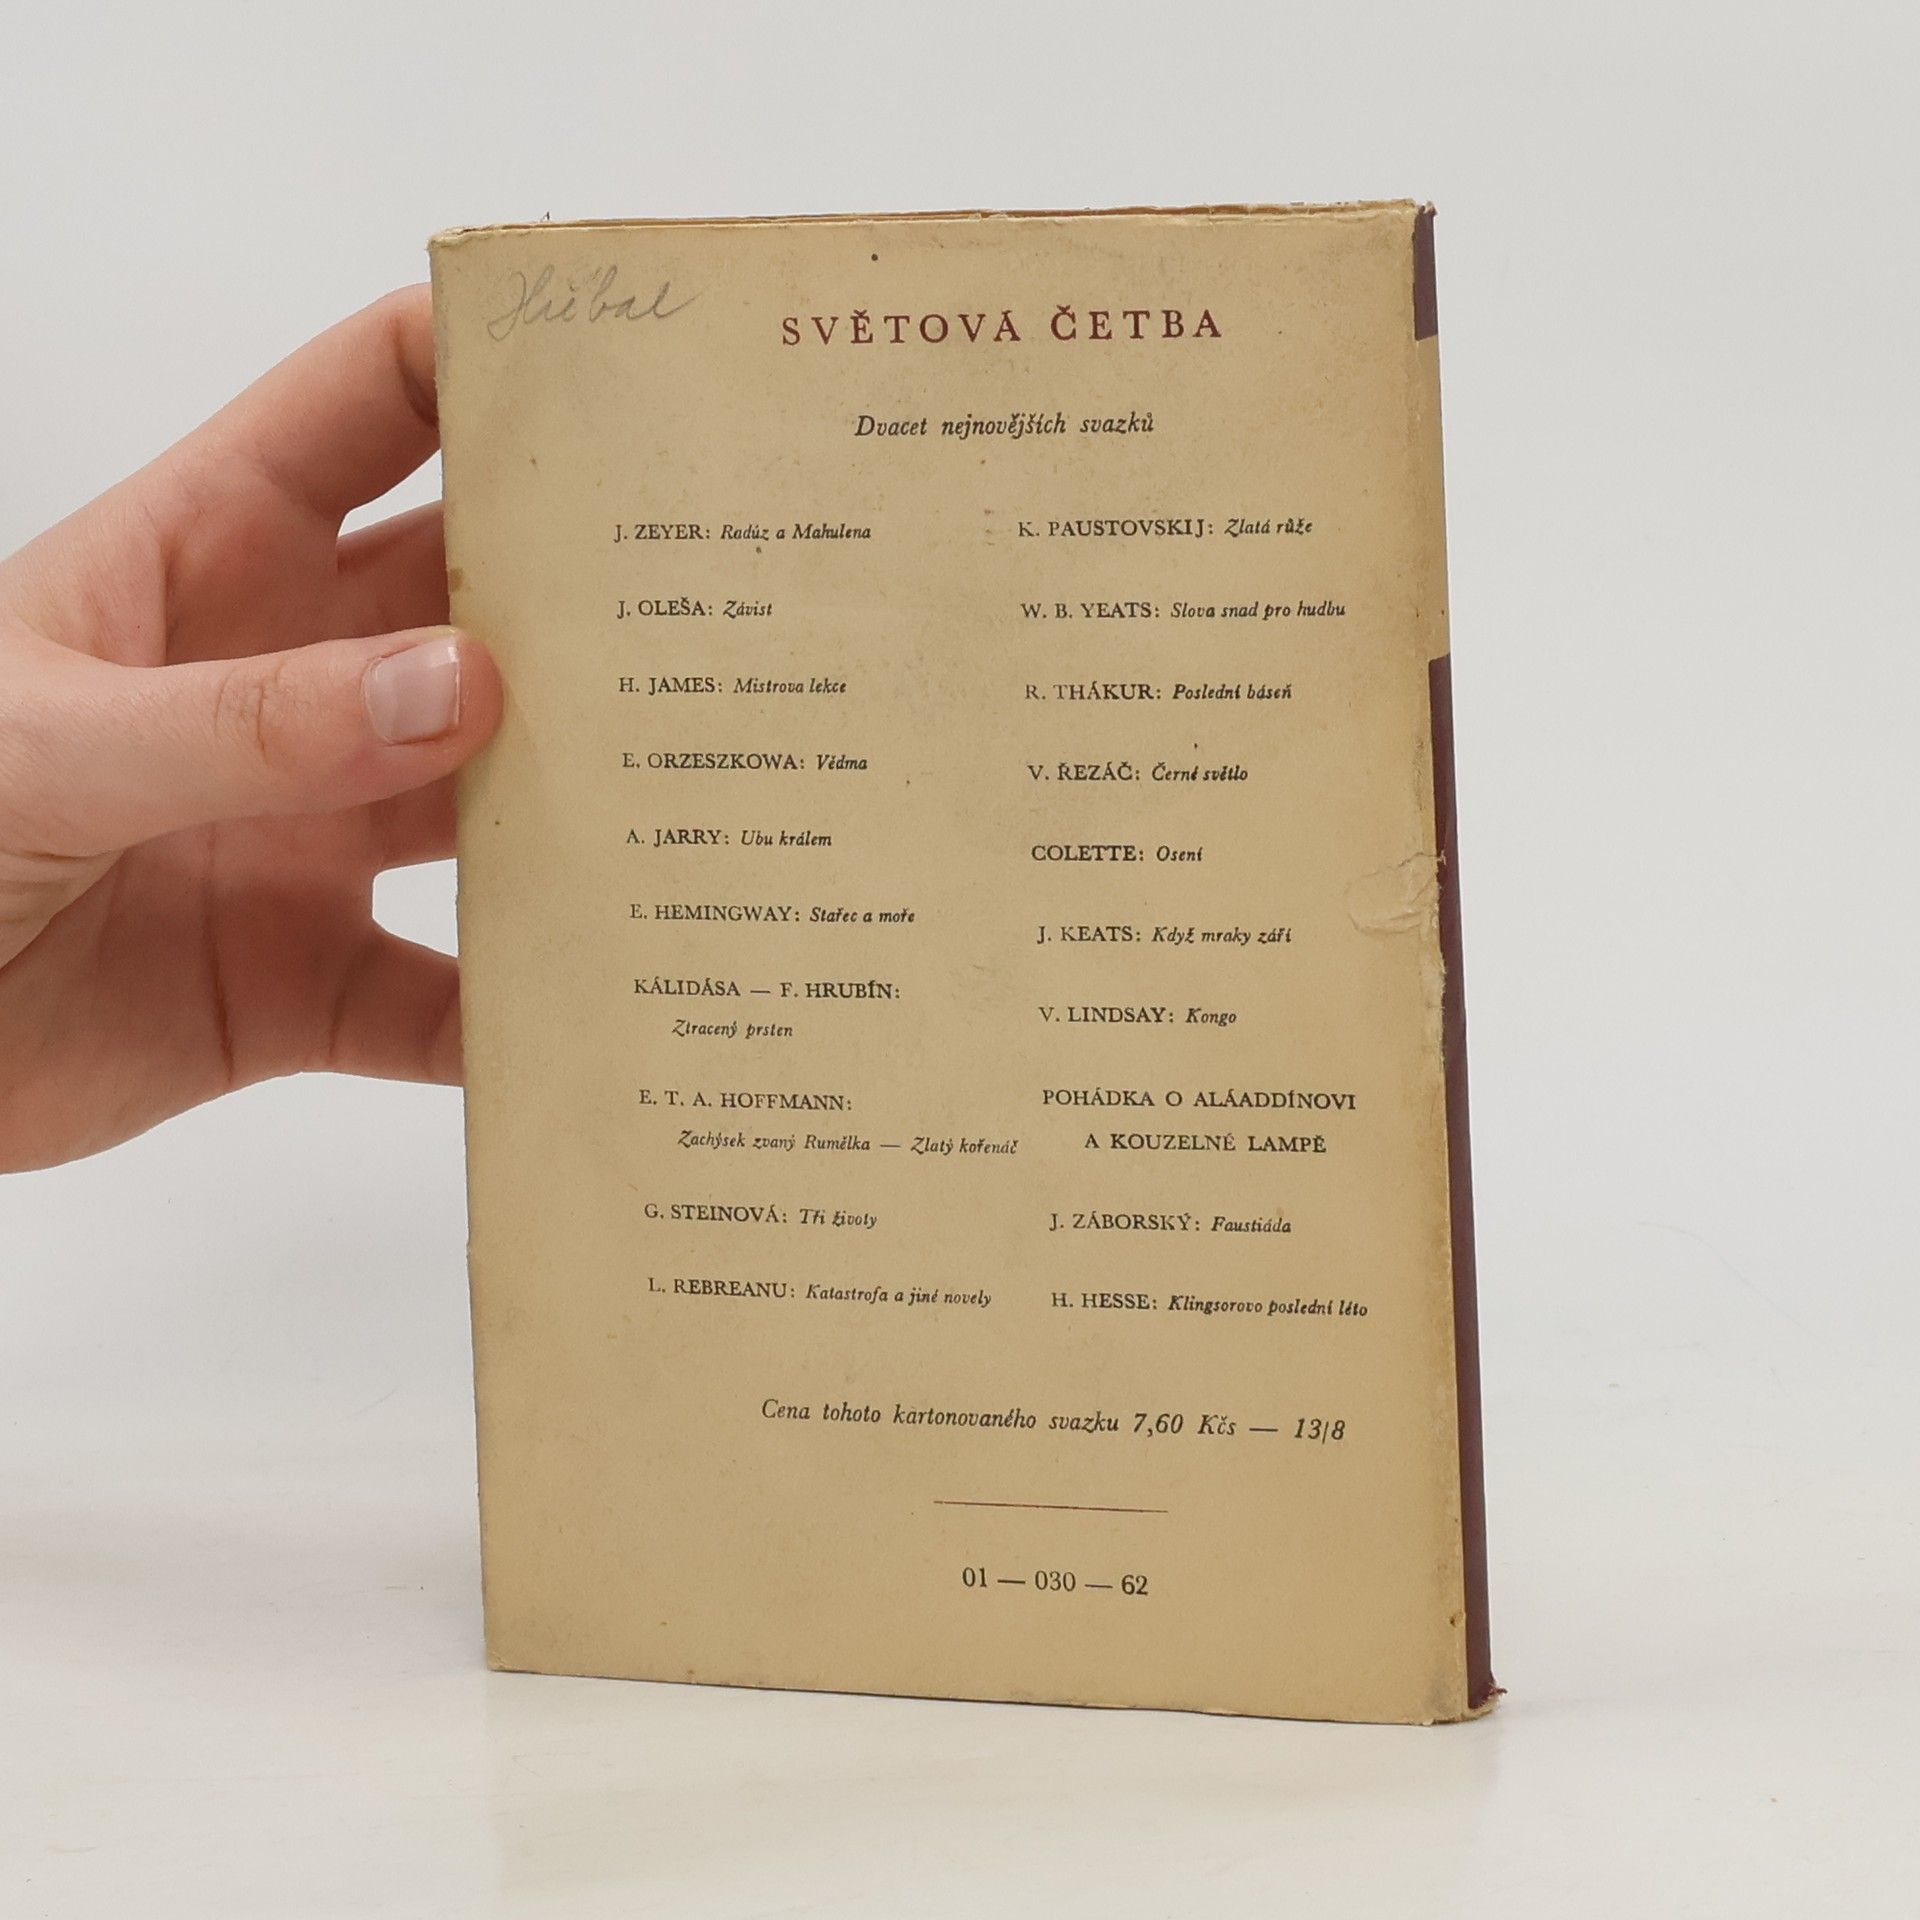 SVĚTOVÁ ČETBA
Dvacet nejnovějších svazků
J. ZEYER: Radúz a Mahulena
J. OLEŠA: Závist
H. JAMES: Mistrova lekce
E. ORZESZKOWA: Vědma
A. JARRY: Ubu králem
E. HEMINGWAY: Stařec a moře
KÁLIDÁSA — F. HRUBÍN:
Ztracený prsten
E. T. A. HOFFMANN:
Zachýsek zvaný Rumělka — Zlatý kořenáč
G. STEINOVÁ: Tři životy
L. REBREANU: Katastrofa a jiné novely
K. PAUSTOVSKIJ: Zlatá růže
W. B. YEATS: Slova snad pro hudbu
R. THÁKUR: Poslední báseň
V. ŘEZÁČ: Černé světlo
COLETTE: Osení
J. KEATS: Když mraky září
V. LINDSAY: Kongo
POHÁDKA O ALÁADDÍNOVI
A KOUZELNÉ LAMPĚ
J. ZÁBORSKÝ: Faustiáda
H. HESSE: Klingsorovo poslední léto
Cena tohoto kartonovaného svazku 7,60 Kčs — 13/8
01 — 030 — 62